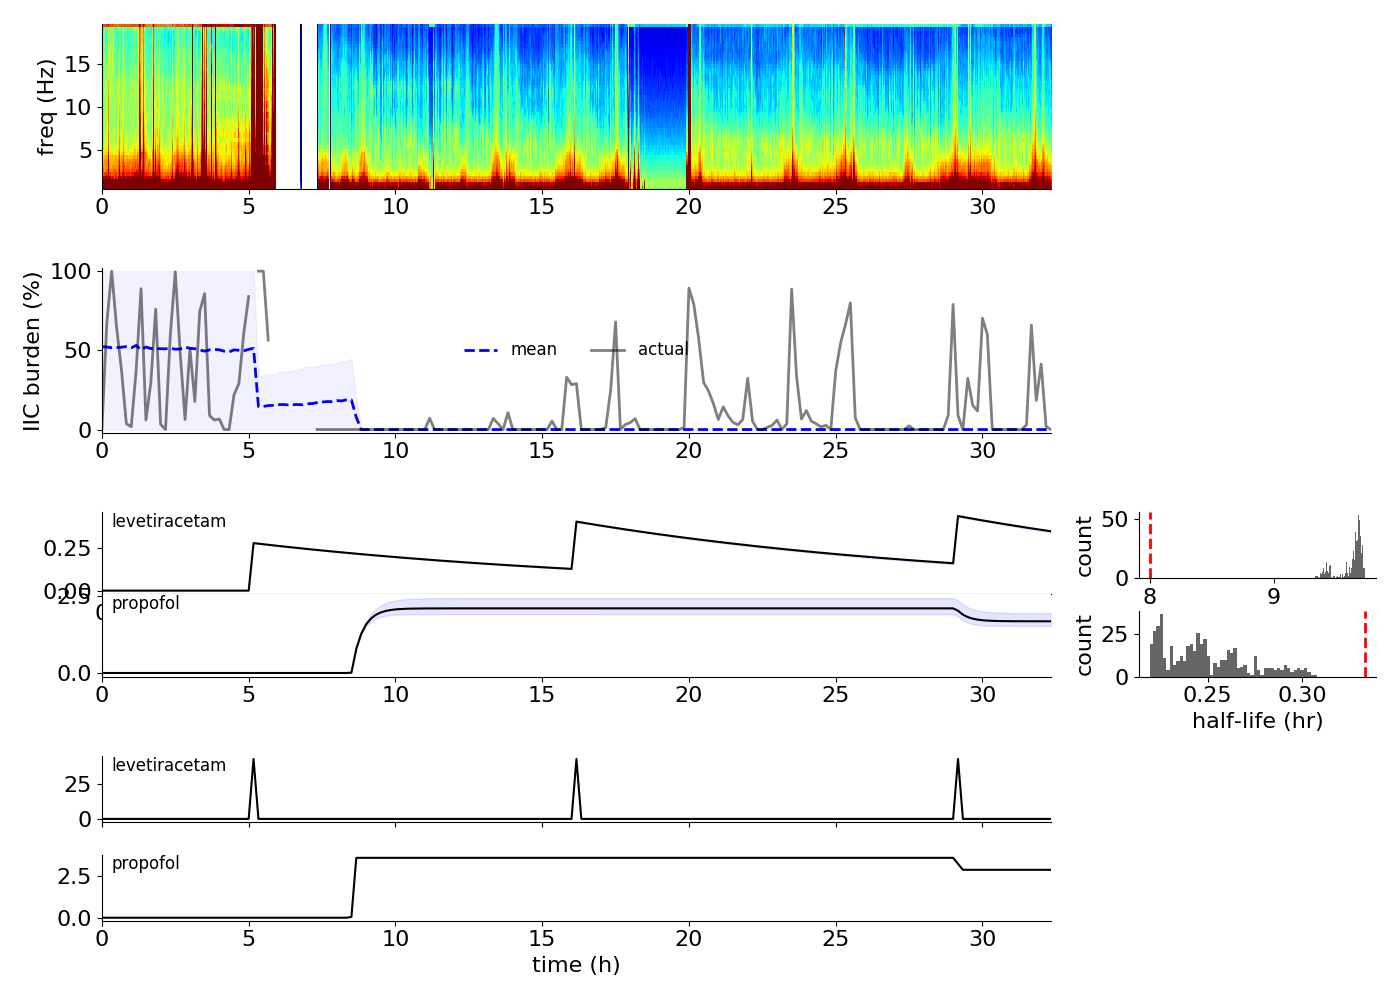 freq (Hz)
15
10
5
0 5 10 15 20 25 30
IIC burden (%)
100
50
0
mean actual
0 5 10 15 20 25 30
levetiracetam
0.25
0.00
0
propofol
2.5
0.0
0 5 10 15 20 25 30
count
50
0
8 9
count
25
0
0.25 0.30
half-life (hr)
levetiracetam
25
0
propofol
2.5
0.0
0 5 10 15 20 25 30
time (h)